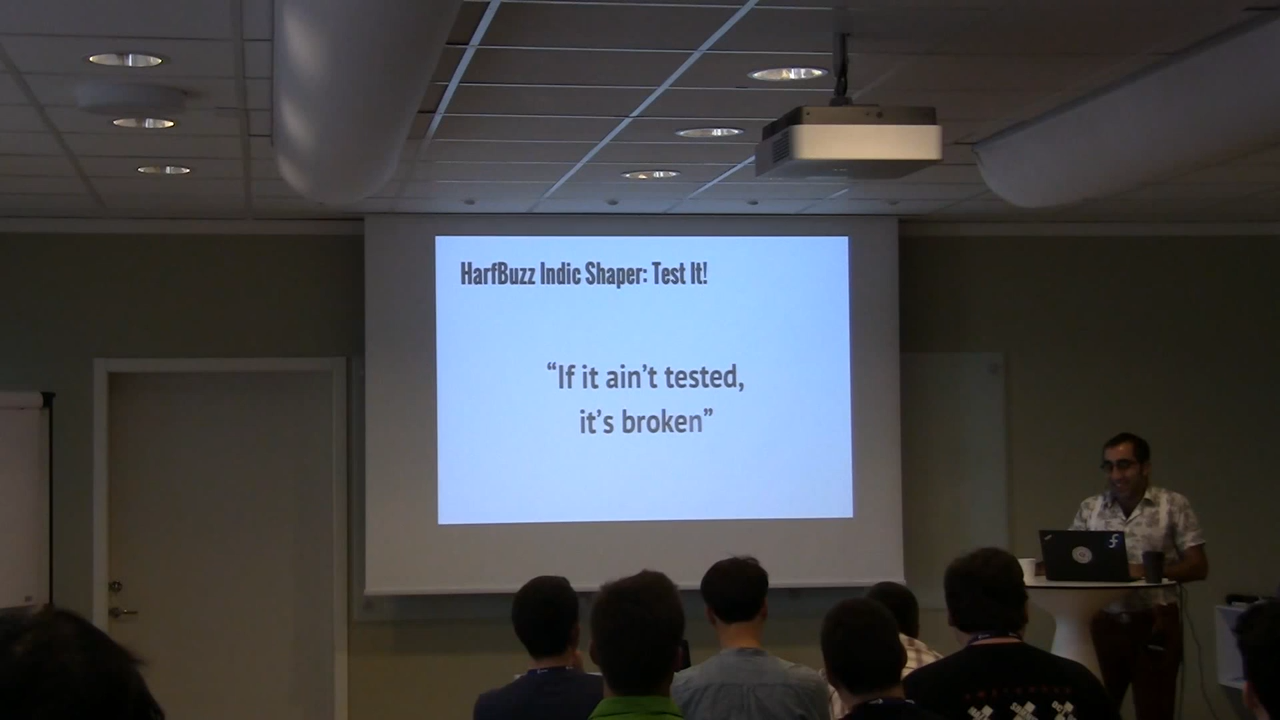 HarfBuzz Indic Shaper: Test It!
“If it ain’t tested,
it’s broken”